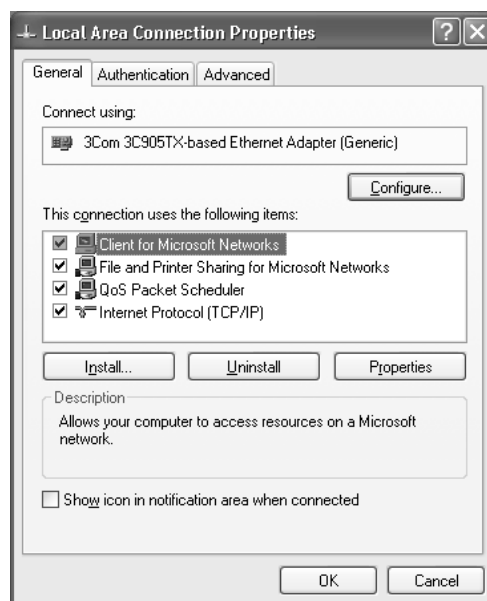 Local Area Connection Properties
General Authentication Advanced
Connect using:
3Com 3C905TX-based Ethernet Adapter (Generic)
Configure...
This connection uses the following items:
Client for Microsoft Networks
File and Printer Sharing for Microsoft Networks
QoS Packet Scheduler
Internet Protocol (TCP/IP)
Install... Uninstall Properties
Description
Allows your computer to access resources on a Microsoft
network.
Show icon in notification area when connected
OK Cancel